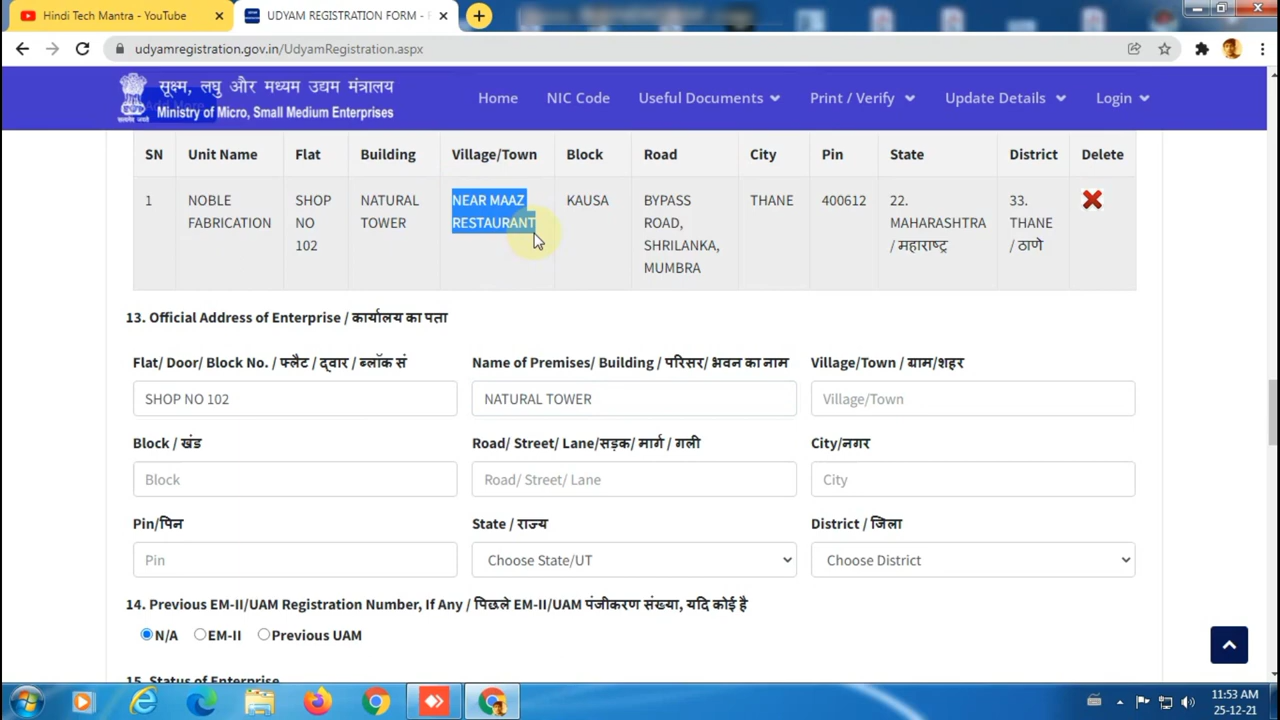 Hindi Tech Mantra - YouTube
UDYAM REGISTRATION FORM -
udyamregistration.gov.in/UdyamRegistration.aspx
सूक्ष्म, लघु और मध्यम उद्यम मंत्रालय
Ministry of Micro, Small Medium Enterprises
Home NIC Code Useful Documents Print / Verify Update Details Login
SN Unit Name Flat Building Village/Town Block Road City Pin State District Delete
1 NOBLE SHOP NATURAL NEAR MAAZ KAUSA BYPASS THANE 400612 22. 33.
FABRICATION NO TOWER RESTAURANT ROAD, MAHARASHTRA THANE
102 SHRILANKA, / महाराष्ट्र / ठाणे
MUMBRA
13. Official Address of Enterprise / कार्यालय का पता
Flat/ Door/ Block No. / फ्लैट / द्वार / ब्लॉक सं Name of Premises/ Building / परिसर/ भवन का नाम Village/Town / ग्राम/शहर
SHOP NO 102 NATURAL TOWER Village/Town
Block / खंड Road/ Street/ Lane/सड़क/ मार्ग / गली City/नगर
Block Road/ Street/ Lane City
Pin/पिन State / राज्य District / जिला
Pin Choose State/UT Choose District
14. Previous EM-II/UAM Registration Number, If Any / पिछले EM-II/UAM पंजीकरण संख्या, यदि कोई है
N/A EM-II Previous UAM
15. Status of Enterprise
11:53 AM
25-12-21